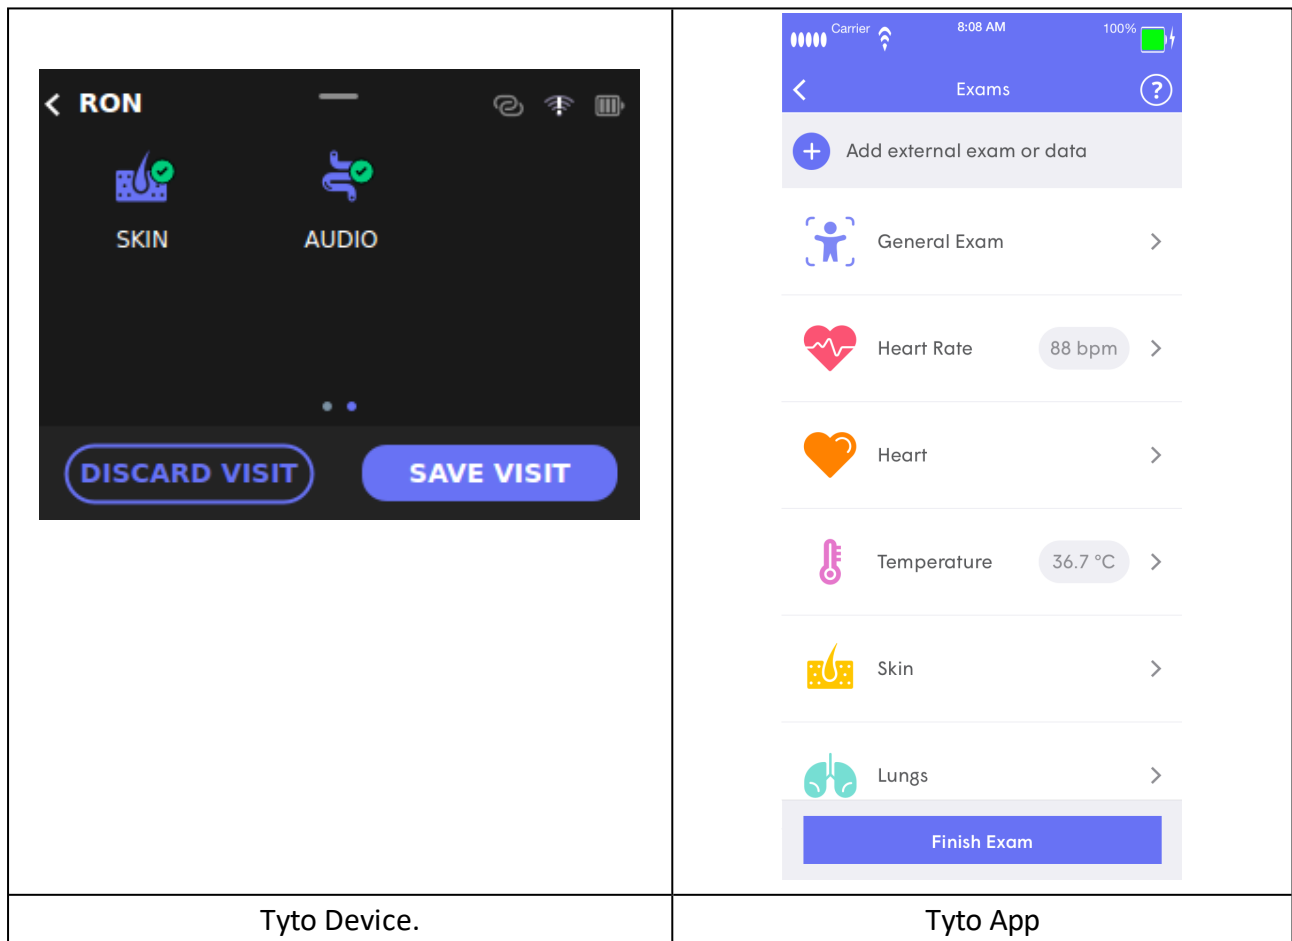 RON
SKIN AUDIO
DISCARD VISIT SAVE VISIT
Carrier 8:08 AM 100%
Exams ?
+ Add external exam or data
General Exam
Heart Rate 88 bpm
Heart
Temperature 36.7 °C
Skin
Lungs
Finish Exam
Tyto Device. Tyto App